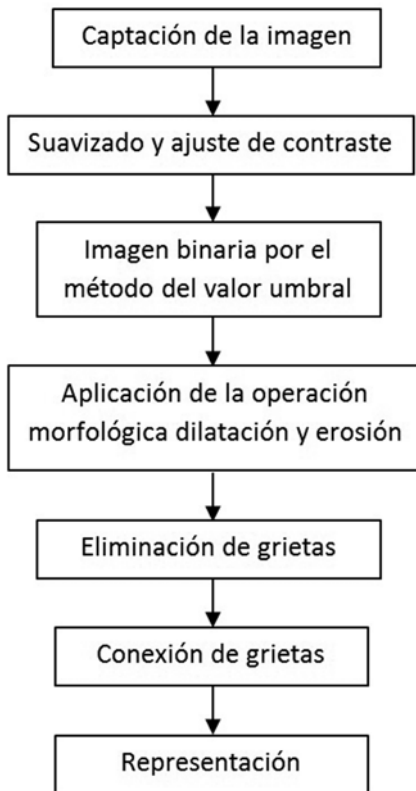 Captación de la imagen
Suavizado y ajuste de contraste
Imagen binaria por el
método del valor umbral
Aplicación de la operación
morfológica dilatación y erosión
Eliminación de grietas
Conexión de grietas
Representación